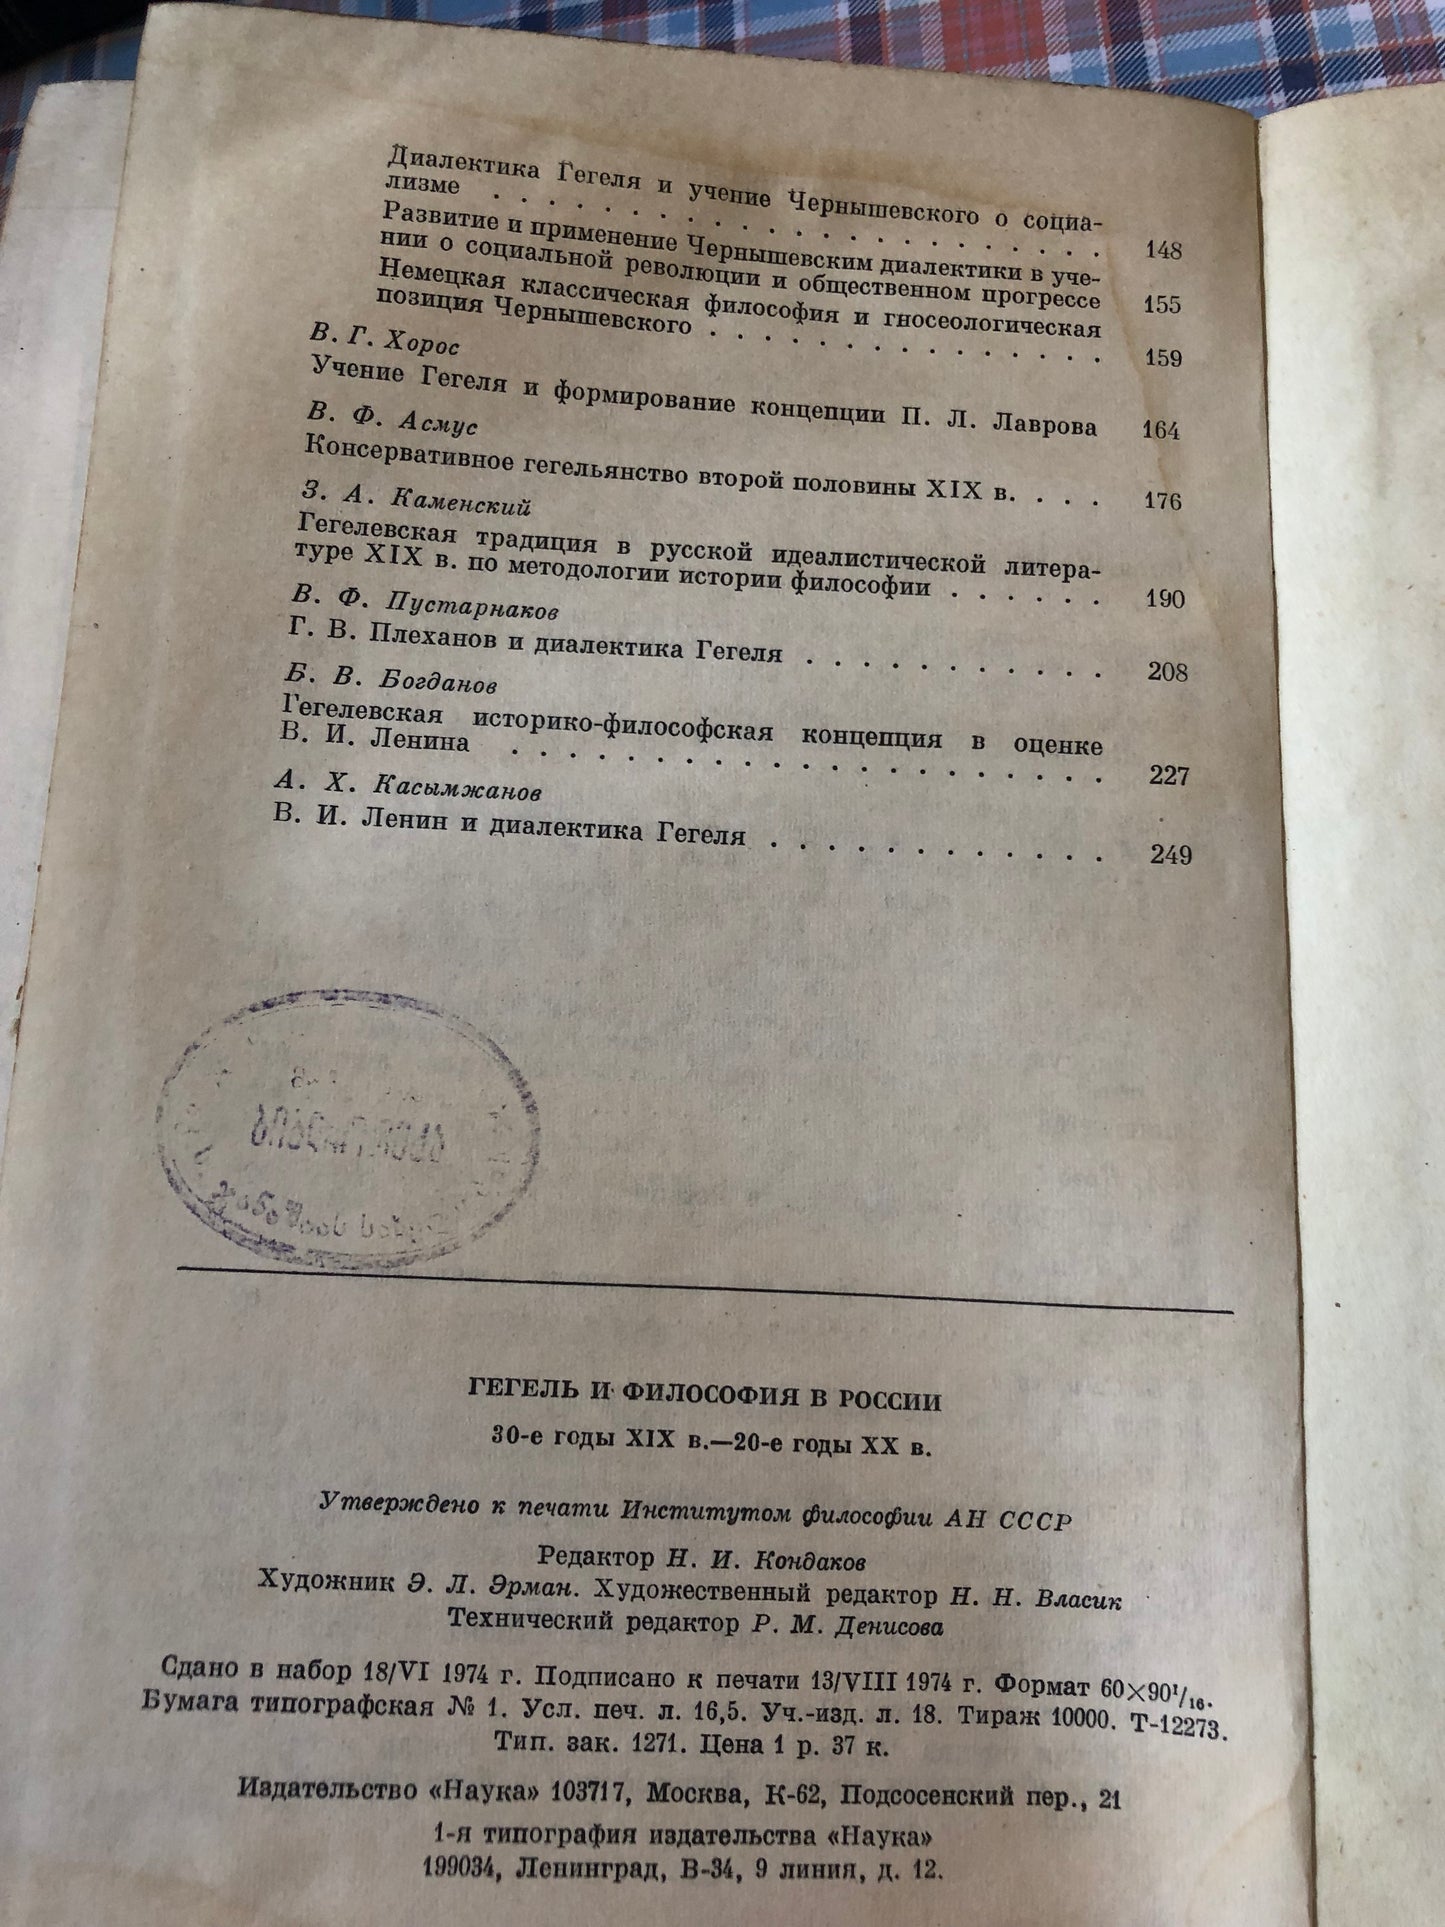 Диалектика Гегеля и учение Чернышевского о социа-
лизме . . . . . . . . . . . . . . . . . . . . . . 148
Развитие и применение Чернышевским диалектики в уче-
нии о социальной революции и общественном прогрессе 155
Немецкая классическая философия и гносеологическая
позиция Чернышевского . . . . . . . . . . . . . . . 159
В. Г. Хорос
Учение Гегеля и формирование концепции П. Л. Лаврова 164
В. Ф. Асмус
Консервативное гегельянство второй половины XIX в. . . . . 176
З. А. Каменский
Гегелевская традиция в русской идеалистической литера-
туре XIX в. по методологии истории философии . . . . . . 190
В. Ф. Пустарнаков
Г. В. Плеханов и диалектика Гегеля . . . . . . . . . . . 208
Б. В. Богданов
Гегелевская историко-философская концепция в оценке
В. И. Ленина . . . . . . . . . . . . . . . . . . . . . 227
А. Х. Касымжанов
В. И. Ленин и диалектика Гегеля . . . . . . . . . . . . 249
ГЕГЕЛЬ И ФИЛОСОФИЯ В РОССИИ
30-е годы XIX в.—20-е годы XX в.
Утверждено к печати Институтом философии АН СССР
Редактор Н. И. Кондаков
Художник Э. Л. Эрман. Художественный редактор Н. Н. Власик
Технический редактор Р. М. Денисова
Сдано в набор 18/VI 1974 г. Подписано к печати 13/VIII 1974 г. Формат 60×90¹/₁₆.
Бумага типографская № 1. Усл. печ. л. 16,5. Уч.-изд. л. 18. Тираж 10000. Т-12273.
Тип. зак. 1271. Цена 1 р. 37 к.
Издательство «Наука» 103717, Москва, К-62, Подсосенский пер., 21
1-я типография издательства «Наука»
199034, Ленинград, В-34, 9 линия, д. 12.